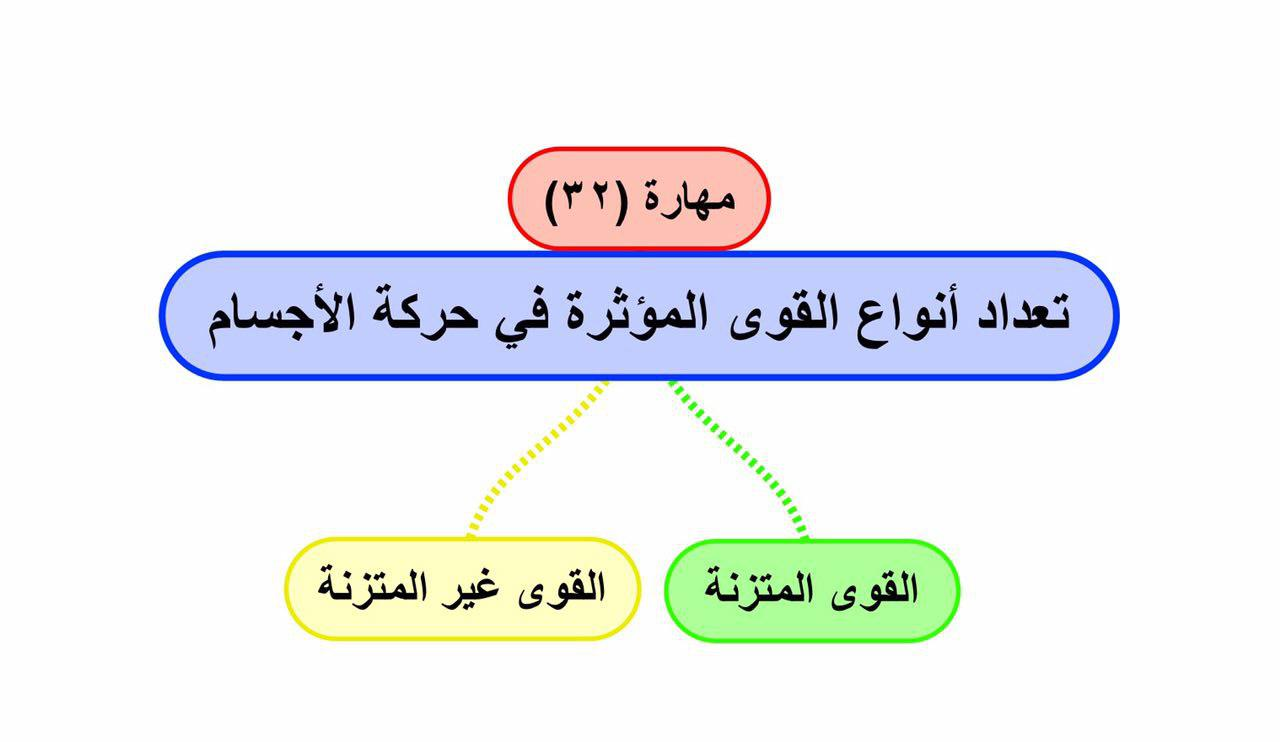 مهارة (٣٢)
تعداد أنواع القوى المؤثرة في حركة الأجسام
القوى المتزنة
القوى غير المتزنة